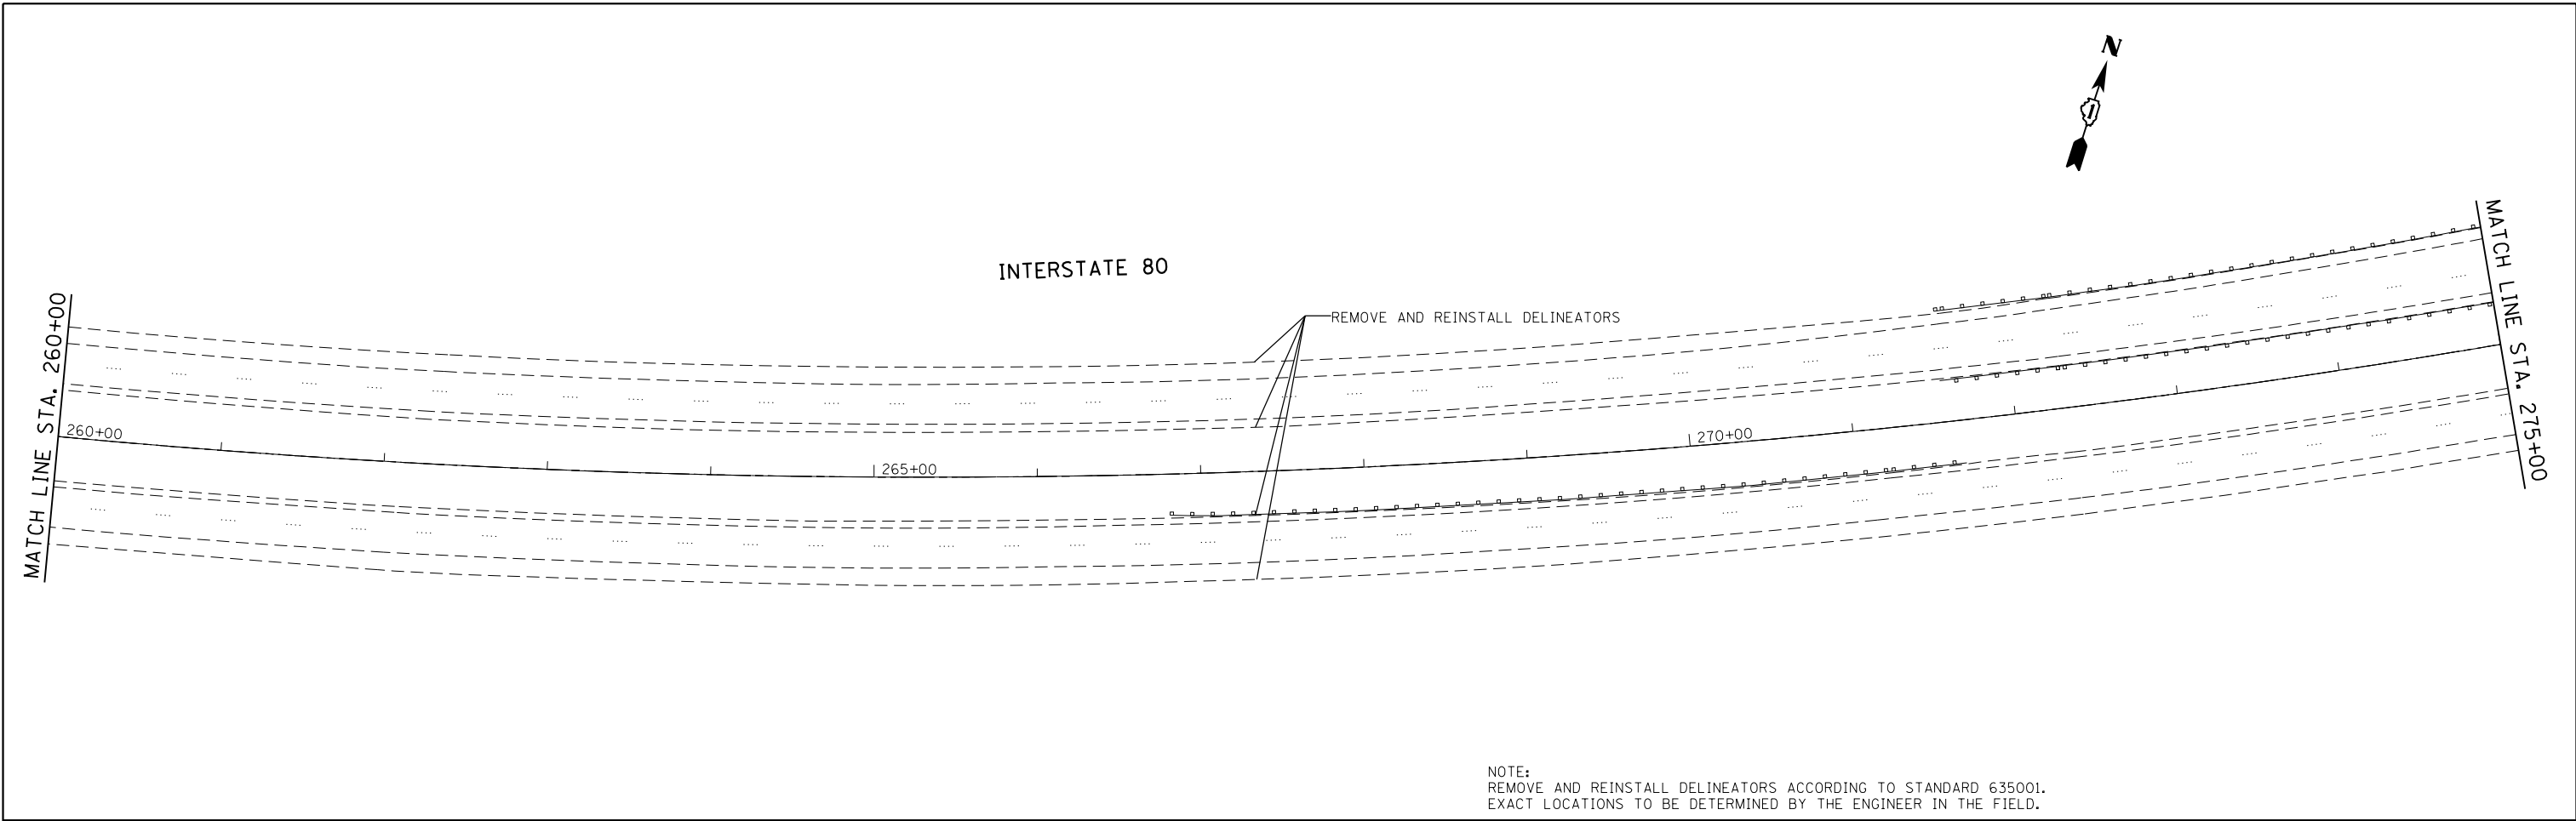 N
INTERSTATE 80
REMOVE AND REINSTALL DELINEATORS
MATCH LINE STA. 260+00
260+00
265+00
270+00
MATCH LINE STA. 275+00
NOTE:
REMOVE AND REINSTALL DELINEATORS ACCORDING TO STANDARD 635001.
EXACT LOCATIONS TO BE DETERMINED BY THE ENGINEER IN THE FIELD.